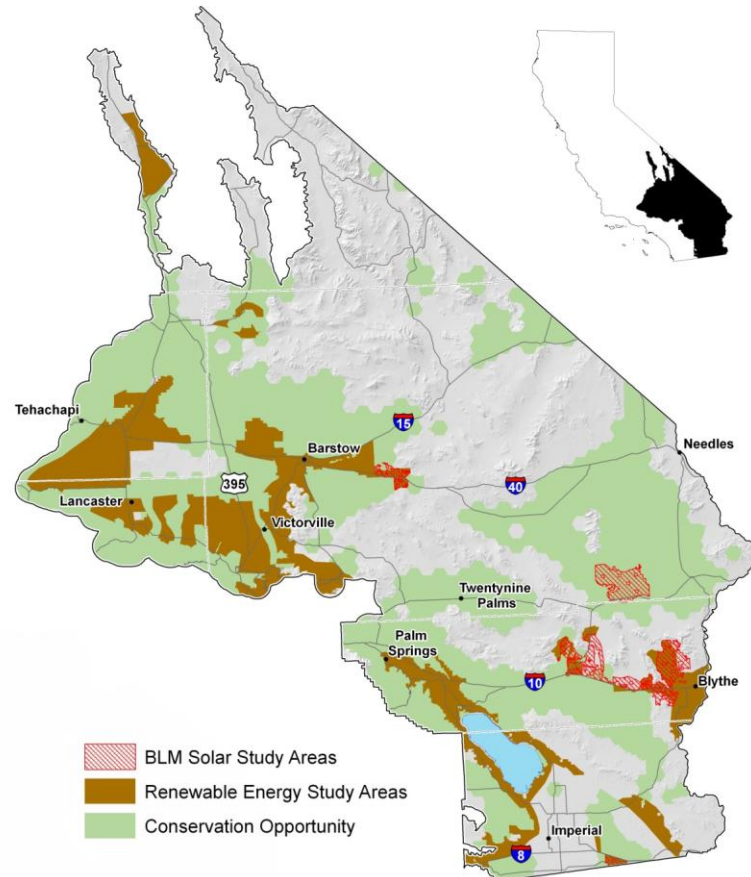 Tehachapi
Barstow
15
Needles
395
40
Lancaster
Victorville
Twentynine
Palms
Palm
Springs
10
Blythe
BLM Solar Study Areas
Renewable Energy Study Areas
Conservation Opportunity
Imperial
8